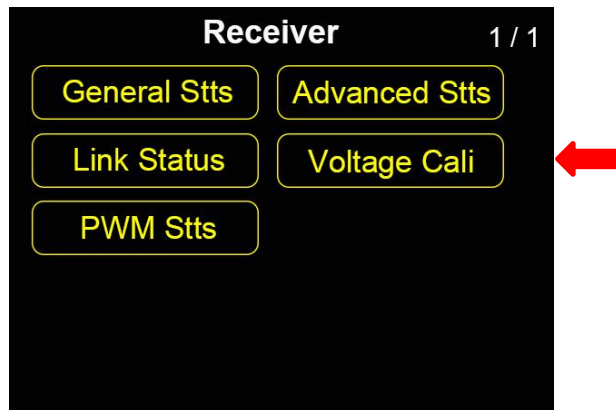 Receiver 1 / 1
General Stts Advanced Stts
Link Status Voltage Cali
PWM Stts